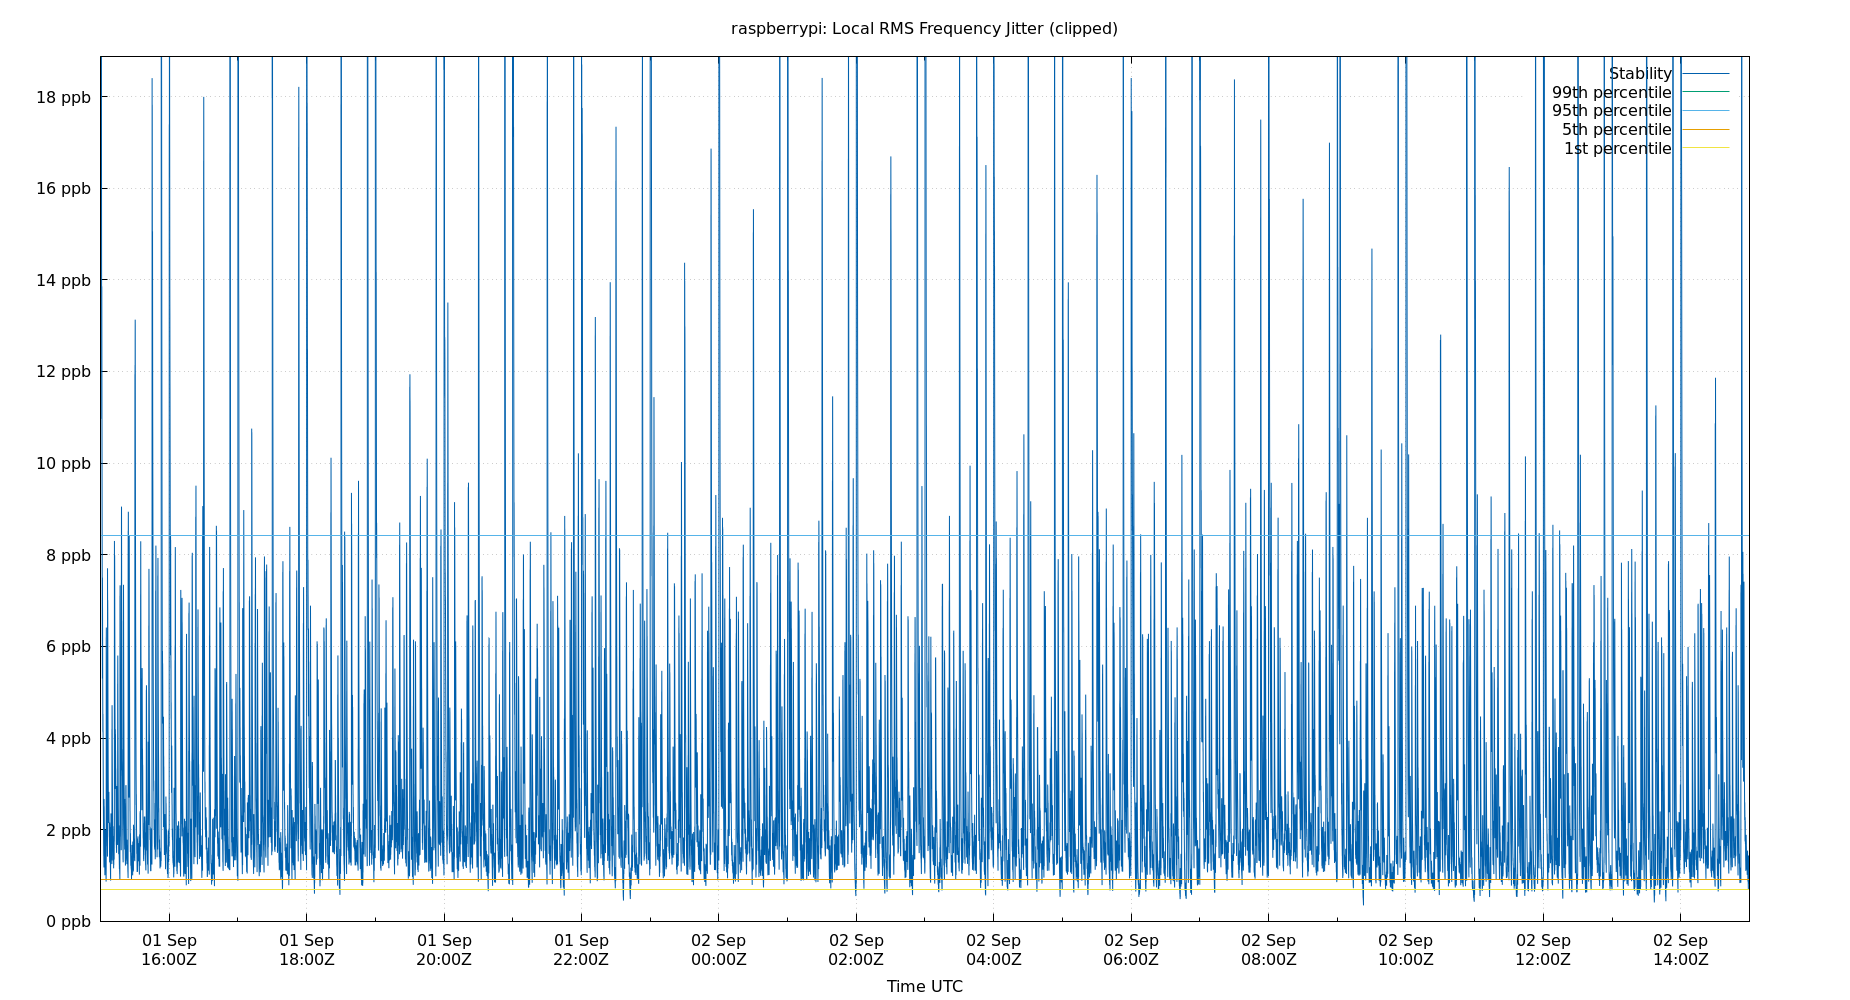 raspberrypi: Local RMS Frequency Jitter (clipped)
Stability
99th percentile
95th percentile
5th percentile
1st percentile
18 ppb
16 ppb
14 ppb
12 ppb
10 ppb
8 ppb
6 ppb
4 ppb
2 ppb
0 ppb
01 Sep 01 Sep 01 Sep 01 Sep 02 Sep 02 Sep 02 Sep 02 Sep 02 Sep 02 Sep 02 Sep 02 Sep
16:00Z 18:00Z 20:00Z 22:00Z 00:00Z 02:00Z 04:00Z 06:00Z 08:00Z 10:00Z 12:00Z 14:00Z
Time UTC